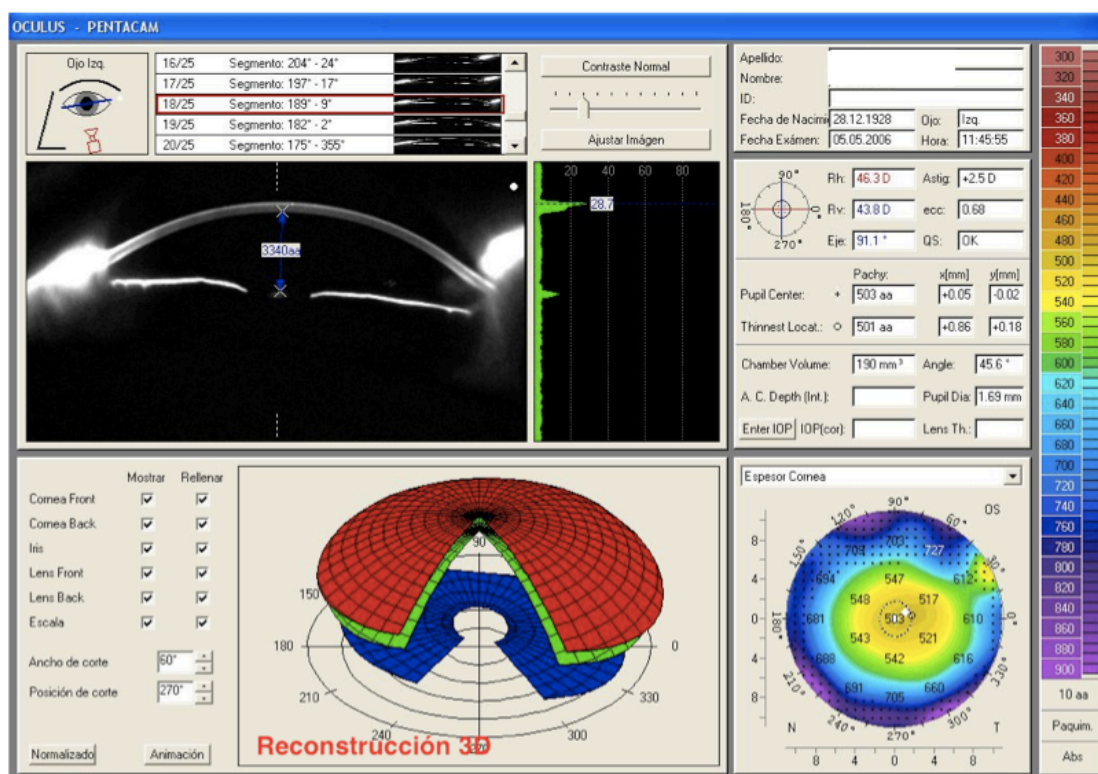 OCULUS - PENTACAM
Ojo Izq.
16/25 Segmento: 204° - 24°
17/25 Segmento: 197° - 17°
18/25 Segmento: 189° - 9°
19/25 Segmento: 182° - 2°
20/25 Segmento: 175° - 355°
Contraste Normal
Ajustar Imágen
20 40 60 80
28.7
3340aa
Apellido:
Nombre:
ID:
Fecha de Nacimi 28.12.1928 Ojo: Izq.
Fecha Exámen: 05.05.2006 Hora: 11:45:55
90°
180° 0°
270°
Rh: 46.3 D Astig: +2.5 D
Rv: 43.8 D ecc: 0.68
Eje: 91.1 ° QS: OK
Pachy: x[mm] y[mm]
Pupil Center: + 503 aa +0.05 -0.02
Thinnest Locat.: O 501 aa +0.86 +0.18
Chamber Volume: 190 mm³ Angle: 45.6 °
A. C. Depth (Int.): Pupil Dia: 1.69 mm
Enter IOP IOP(cor): Lens Th.:
Mostrar Rellenar
Cornea Front
Cornea Back
Iris
Lens Front
Lens Back
Escala
Ancho de corte 60°
Posición de corte 270°
Normalizado Animación
90
150
180 0
210 330
240 270 300
Reconstrucción 3D
Espesor Cornea
OS
90°
120° 60°
150° 30°
180° 0°
210° 330°
240° 300°
270°
8
4
0
4
8
703
709 727
694 547 612
548 517
681 503 610
543 521
688 542 616
691 660
705
N T
8 4 0 4 8
300
320
340
360
380
400
420
440
460
480
500
520
540
560
580
600
620
640
660
680
700
720
740
760
780
800
820
840
860
880
900
10 aa
Paquim.
Abs